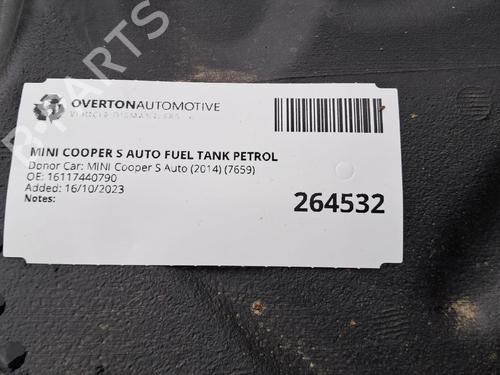 OVERTONAUTOMOTIVE
VEHICLE DISMANTLERS
MINI COOPER S AUTO FUEL TANK PETROL
Donor Car: MINI Cooper S Auto (2014) (7659)
OE: 16117440790
Added: 16/10/2023
Notes:
264532